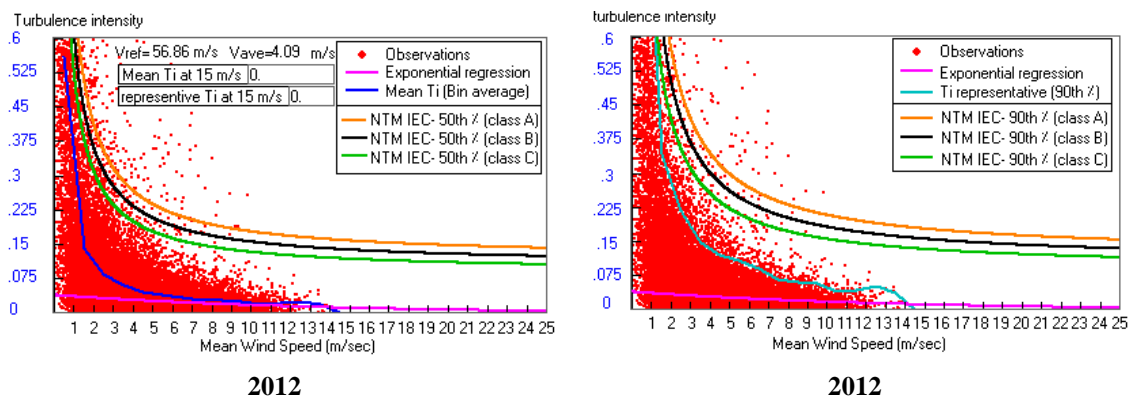 Turbulence intensity
.6
.525
.45
.375
.3
.225
.15
.075
0
Vref= 56.86 m/s Vave=4.09 m/s
Mean Ti at 15 m/s 0.
representive Ti at 15 m/s 0.
Observations
Exponential regression
Mean Ti (Bin average)
NTM IEC- 50th % (class A)
NTM IEC- 50th % (class B)
NTM IEC- 50th % (class C)
1 2 3 4 5 6 7 8 9 10 11 12 13 14 15 16 17 18 19 20 21 22 23 24 25
Mean Wind Speed (m/sec)
2012
turbulence intensity
.6
.525
.45
.375
.3
.225
.15
.075
0
Observations
Exponential regression
Ti representative (90th %)
NTM IEC- 90th % (class A)
NTM IEC- 90th % (class B)
NTM IEC- 90th % (class C)
1 2 3 4 5 6 7 8 9 10 11 12 13 14 15 16 17 18 19 20 21 22 23 24 25
Mean Wind Speed (m/sec)
2012